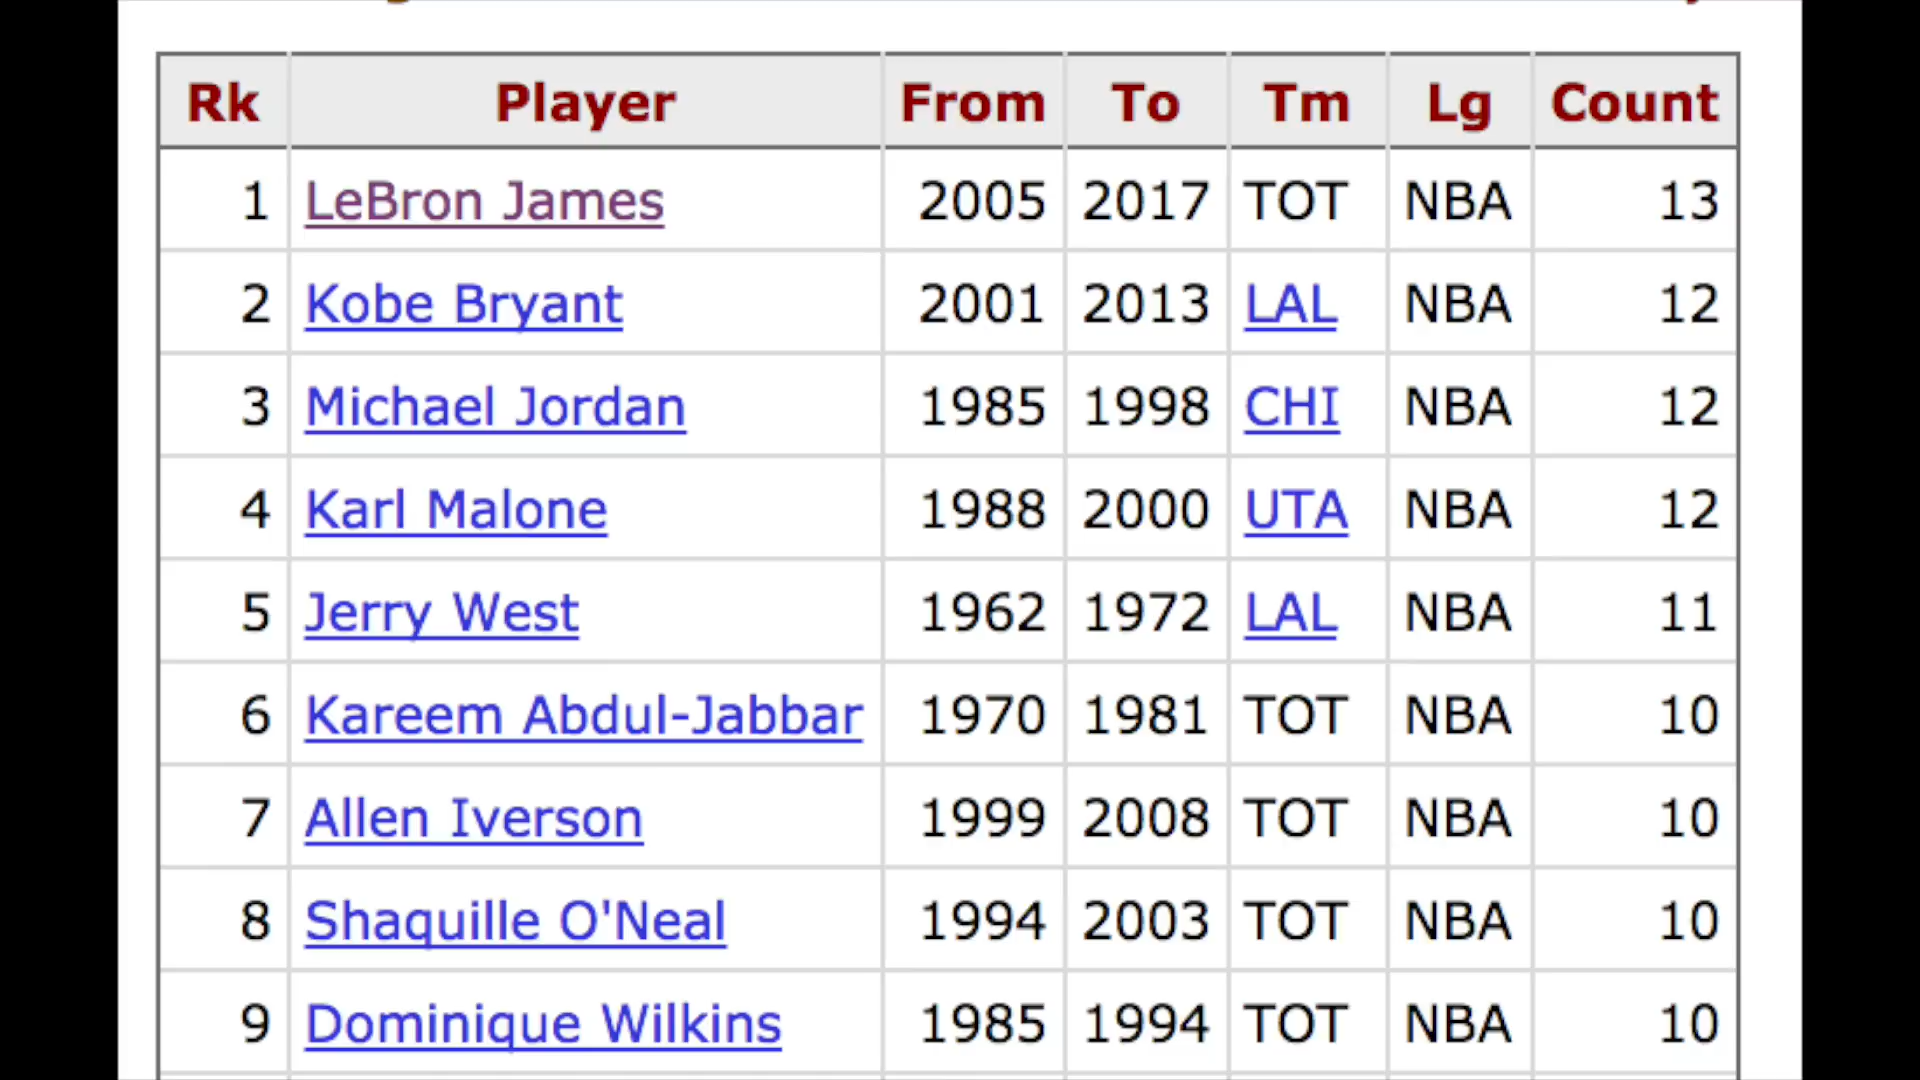 Rk Player From To Tm Lg Count
1 LeBron James 2005 2017 TOT NBA 13
2 Kobe Bryant 2001 2013 LAL NBA 12
3 Michael Jordan 1985 1998 CHI NBA 12
4 Karl Malone 1988 2000 UTA NBA 12
5 Jerry West 1962 1972 LAL NBA 11
6 Kareem Abdul-Jabbar 1970 1981 TOT NBA 10
7 Allen Iverson 1999 2008 TOT NBA 10
8 Shaquille O'Neal 1994 2003 TOT NBA 10
9 Dominique Wilkins 1985 1994 TOT NBA 10